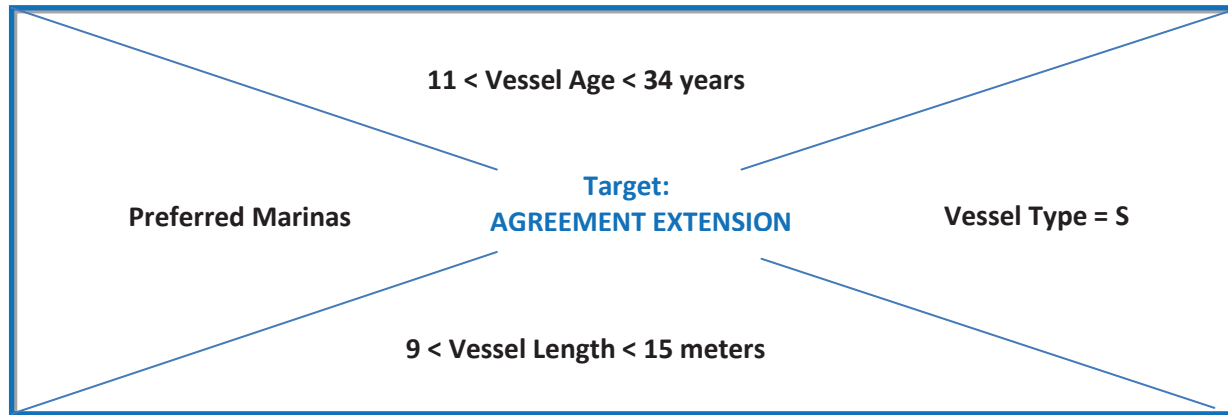 11 < Vessel Age < 34 years
Target:
AGREEMENT EXTENSION
Preferred Marinas
Vessel Type = S
9 < Vessel Length < 15 meters